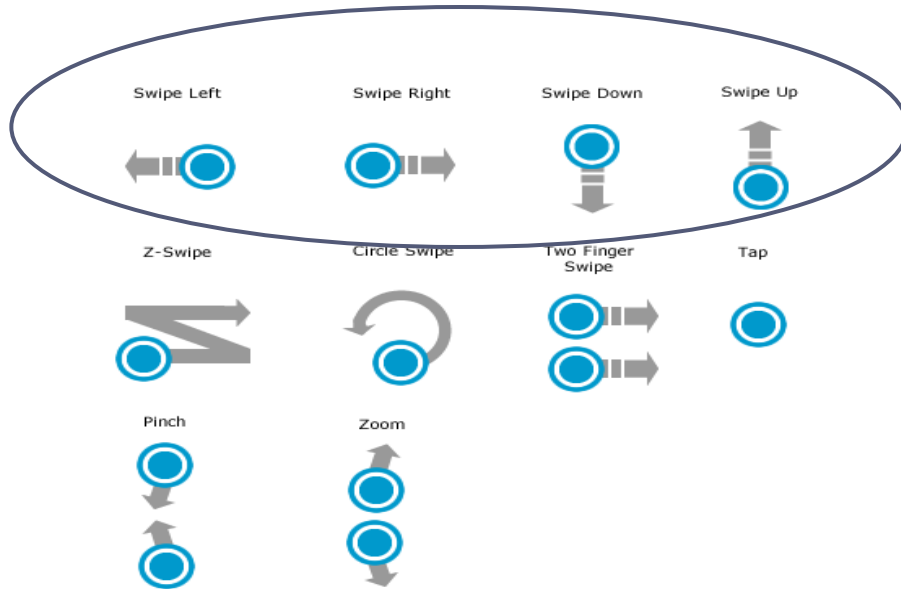 Swipe Left
Swipe Right
Swipe Down
Swipe Up
Z-Swipe
Circle Swipe
Two Finger
Swipe
Tap
Pinch
Zoom